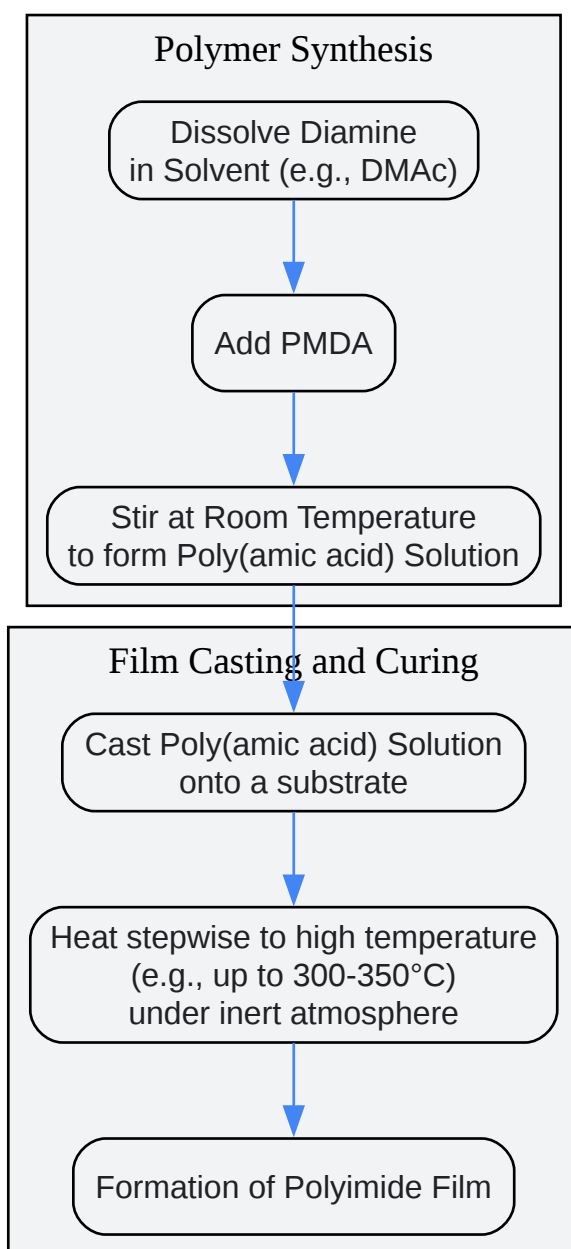 Polymer Synthesis
Dissolve Diamine
in Solvent (e.g., DMAc)
Add PMDA
Stir at Room Temperature
to form Poly(amic acid) Solution
Film Casting and Curing
Cast Poly(amic acid) Solution
onto a substrate
Heat stepwise to high temperature
(e.g., up to 300-350°C)
under inert atmosphere
Formation of Polyimide Film